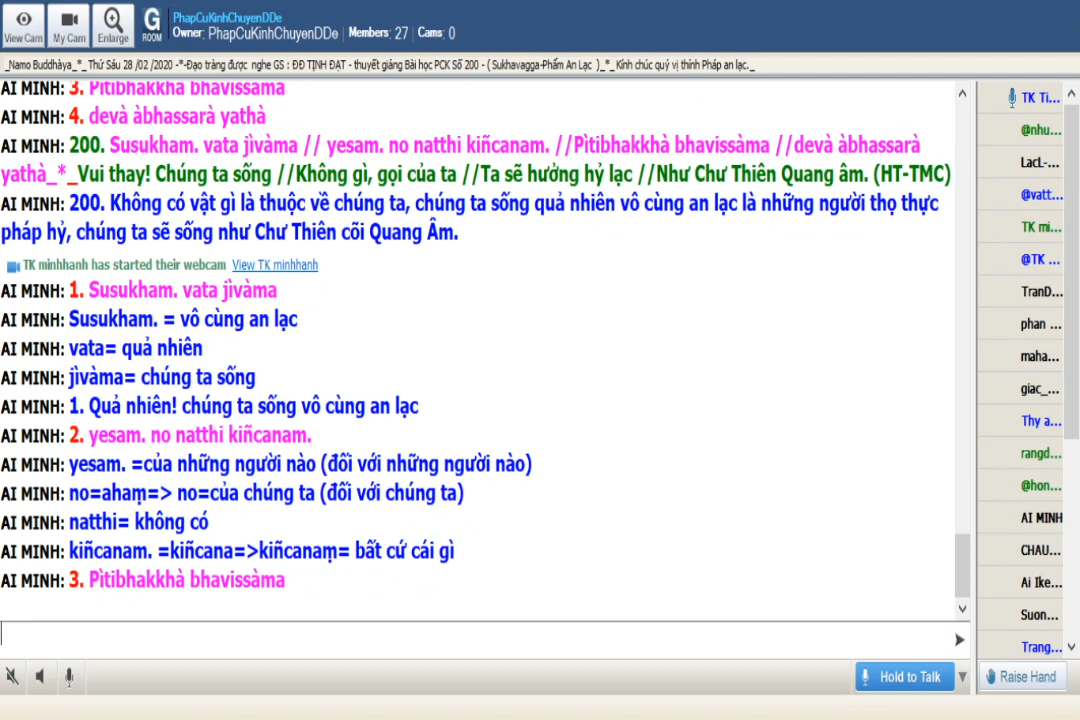 PhapCuKinhChuyenDDe
G
ROOM
Owner: PhapCuKinhChuyenDDe | Members: 27 | Cams: 0
View Cam My Cam Enlarge
_Namo Buddhàya_*_ Thứ Sáu 28 /02 /2020 -*-Đạo tràng được nghe GS : ĐĐ TỊNH ĐẠT - thuyết giảng Bài học PCK Số 200 - ( Sukhavagga-Phẩm An Lạc )_*_Kính chúc quý vị thính Pháp an lạc._
AI MINH: 3. Pìtibhakkhà bhavissàma
AI MINH: 4. devà àbhassarà yathà
AI MINH: 200. Susukham. vata jìvàma // yesam. no natthi kiñcanam. //Pìtibhakkhà bhavissàma //devà àbhassarà
yathà_*_Vui thay! Chúng ta sống //Không gì, gọi của ta //Ta sẽ hưởng hỷ lạc //Như Chư Thiên Quang âm. (HT-TMC)
AI MINH: 200. Không có vật gì là thuộc về chúng ta, chúng ta sống quả nhiên vô cùng an lạc là những người thọ thực
pháp hỷ, chúng ta sẽ sống như Chư Thiên cõi Quang Âm.
TK minhhanh has started their webcam View TK minhhanh
AI MINH: 1. Susukham. vata jìvàma
AI MINH: Susukham. = vô cùng an lạc
AI MINH: vata= quả nhiên
AI MINH: jìvàma= chúng ta sống
AI MINH: 1. Quả nhiên! chúng ta sống vô cùng an lạc
AI MINH: 2. yesam. no natthi kiñcanam.
AI MINH: yesam. =của những người nào (đối với những người nào)
AI MINH: no=ahaṃ=> no=của chúng ta (đối với chúng ta)
AI MINH: natthi= không có
AI MINH: kiñcanam. =kiñcana=>kiñcanaṃ= bất cứ cái gì
AI MINH: 3. Pìtibhakkhà bhavissàma
TK Ti...
@nhu...
LacL-...
@vatt...
TK mi...
@TK ...
TranD...
phan ...
maha...
giac_...
Thy a...
rangd...
@hon...
AI MINH
CHAU...
Ai Ike...
Suon...
Trang...
Hold to Talk
Raise Hand